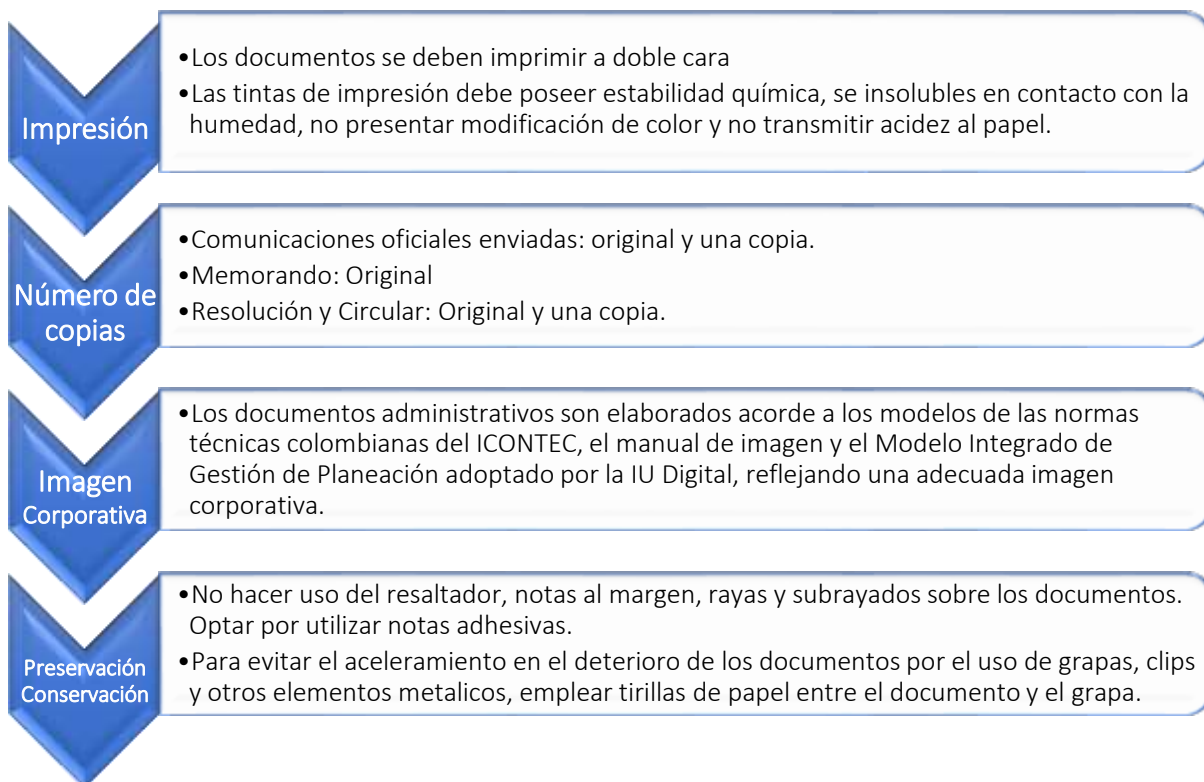 Impresión
•Los documentos se deben imprimir a doble cara
•Las tintas de impresión debe poseer estabilidad química, se insolubles en contacto con la
humedad, no presentar modificación de color y no transmitir acidez al papel.
Número de
copias
•Comunicaciones oficiales enviadas: original y una copia.
•Memorando: Original
•Resolución y Circular: Original y una copia.
Imagen
Corporativa
•Los documentos administrativos son elaborados acorde a los modelos de las normas
técnicas colombianas del ICONTEC, el manual de imagen y el Modelo Integrado de
Gestión de Planeación adoptado por la IU Digital, reflejando una adecuada imagen
corporativa.
Preservación
Conservación
•No hacer uso del resaltador, notas al margen, rayas y subrayados sobre los documentos.
Optar por utilizar notas adhesivas.
•Para evitar el aceleramiento en el deterioro de los documentos por el uso de grapas, clips
y otros elementos metalicos, emplear tirillas de papel entre el documento y el grapa.